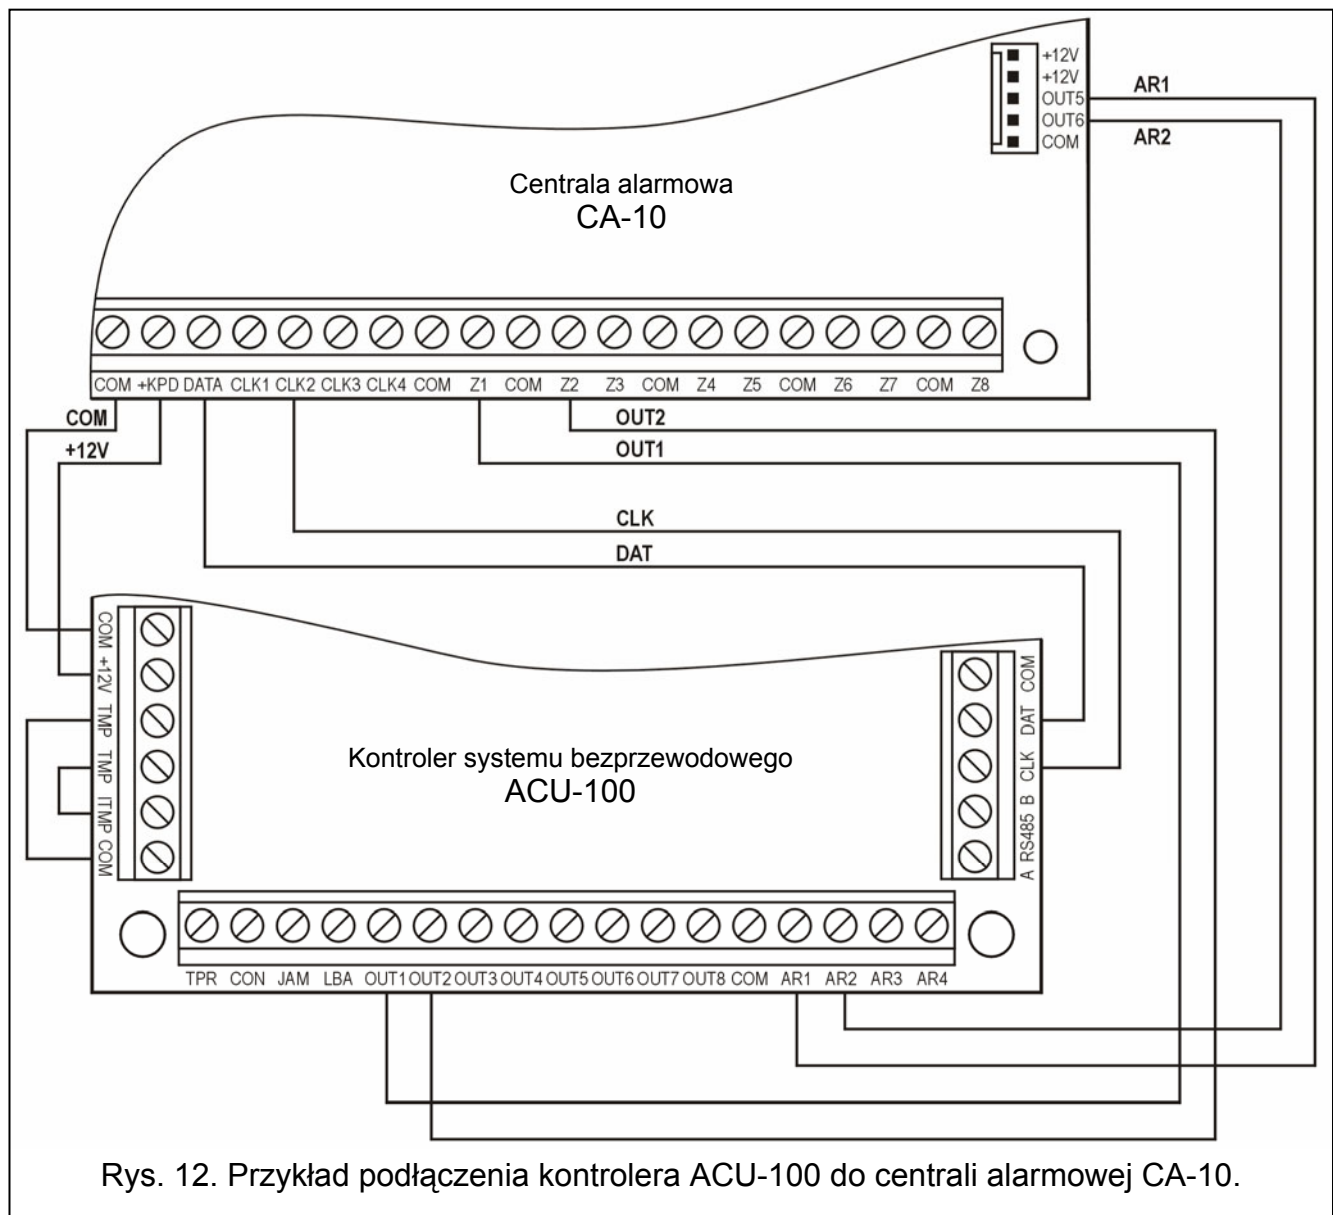 +12V
+12V
OUT5
OUT6
COM
AR1
AR2
Centrala alarmowa
CA-10
COM +KPD DATA CLK1 CLK2 CLK3 CLK4 COM Z1 COM Z2 Z3 COM Z4 Z5 COM Z6 Z7 COM Z8
COM
+12V
OUT2
OUT1
CLK
DAT
COM +12V TMP TMP ITMP COM
Kontroler systemu bezprzewodowego
ACU-100
A RS485 B CLK DAT COM
TPR CON JAM LBA OUT1 OUT2 OUT3 OUT4 OUT5 OUT6 OUT7 OUT8 COM AR1 AR2 AR3 AR4
Rys. 12. Przykład podłączenia kontrolera ACU-100 do centrali alarmowej CA-10.